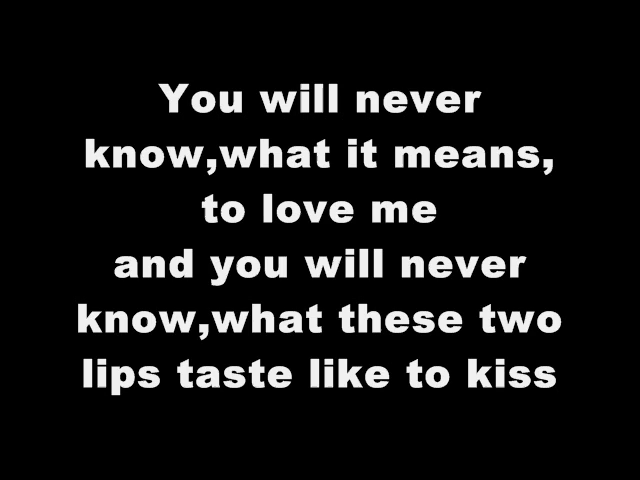 You will never
know,what it means,
to love me
and you will never
know,what these two
lips taste like to kiss